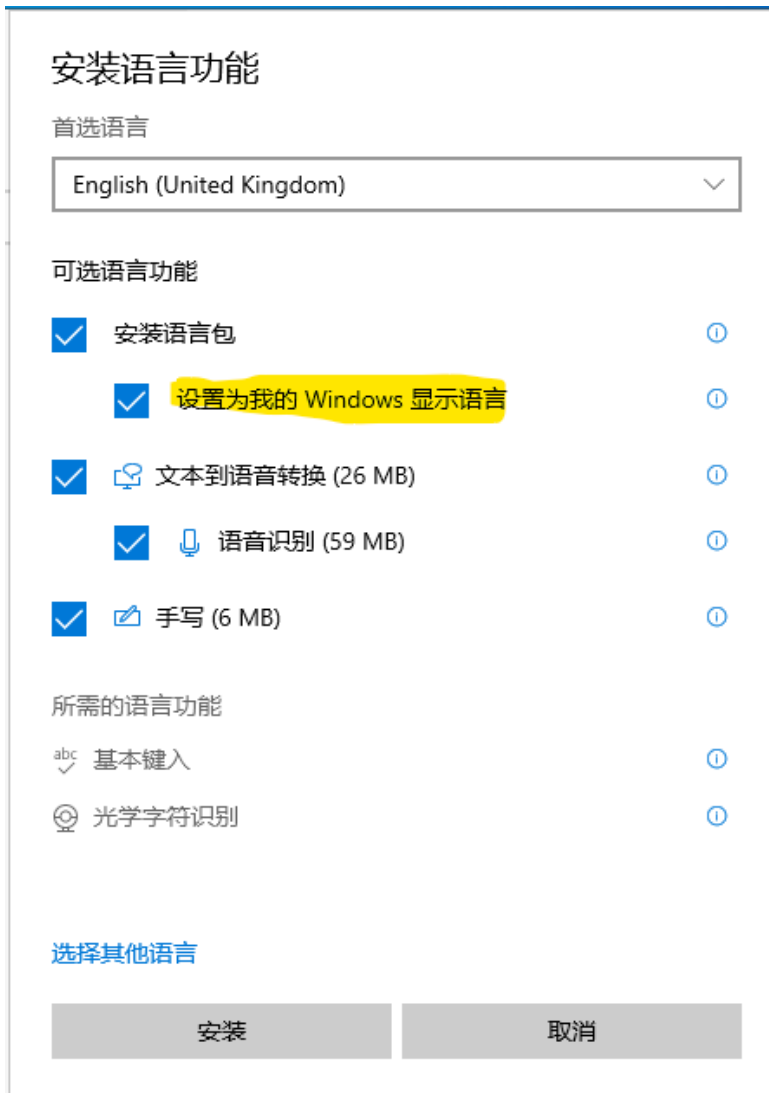 安装语言功能
首选语言
English (United Kingdom)
可选语言功能
安装语言包
设置为我的 Windows 显示语言
文本到语音转换 (26 MB)
语音识别 (59 MB)
手写 (6 MB)
所需的语言功能
abc 基本键入
光学字符识别
选择其他语言
安装 取消